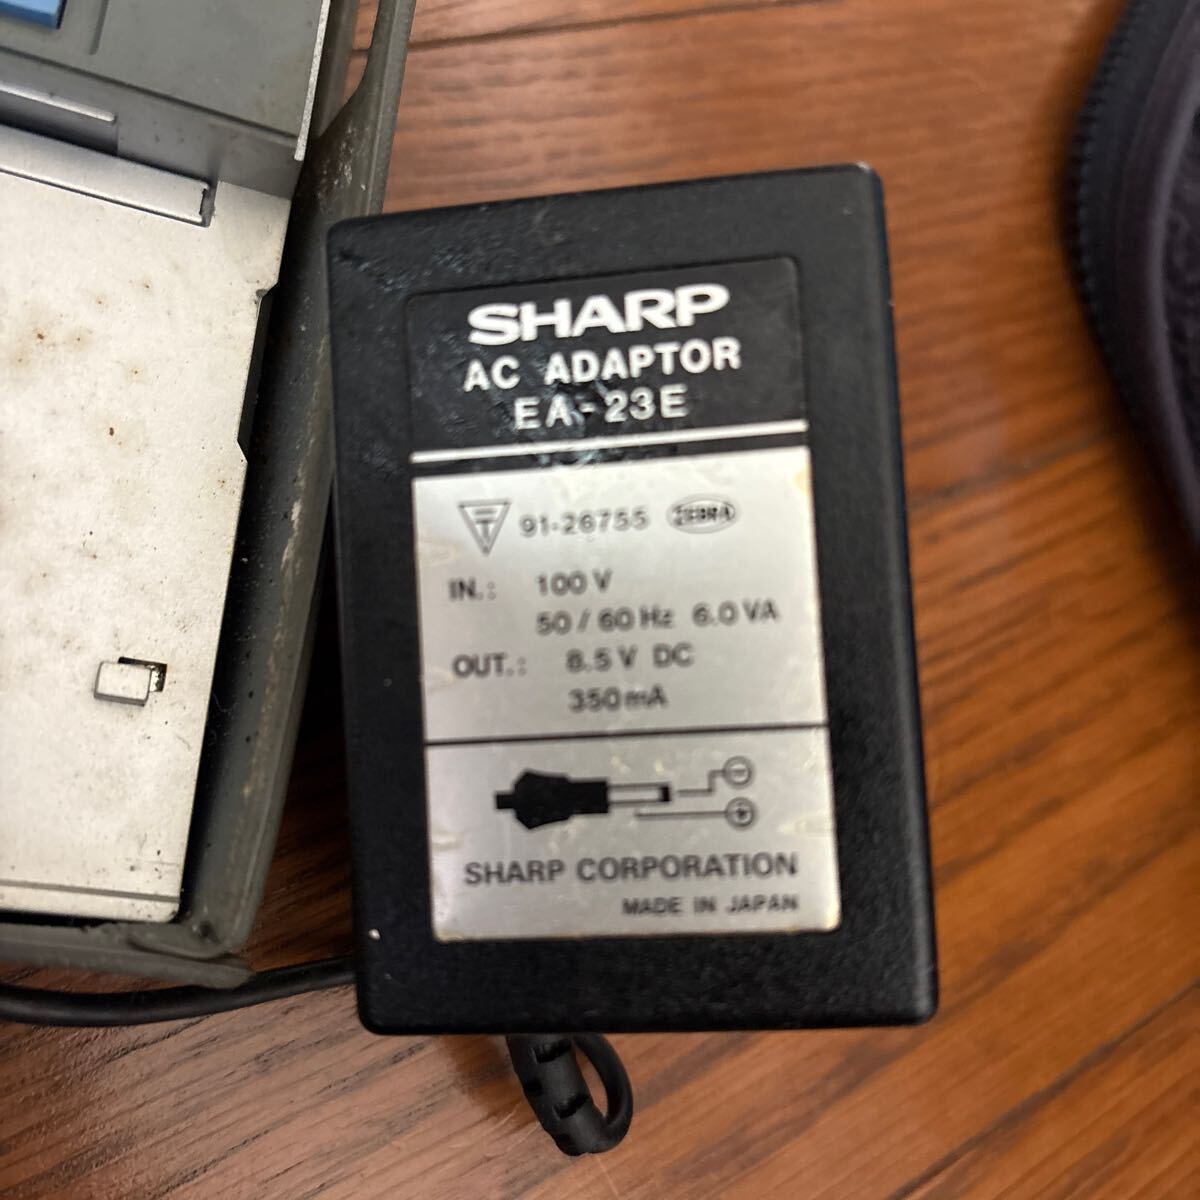 SHARP
AC ADAPTOR
EA-23E
T 91-26755 ZEBRA
IN.: 100 V
50 / 60 Hz 6.0 VA
OUT.: 8.5 V DC
350 mA
SHARP CORPORATION
MADE IN JAPAN